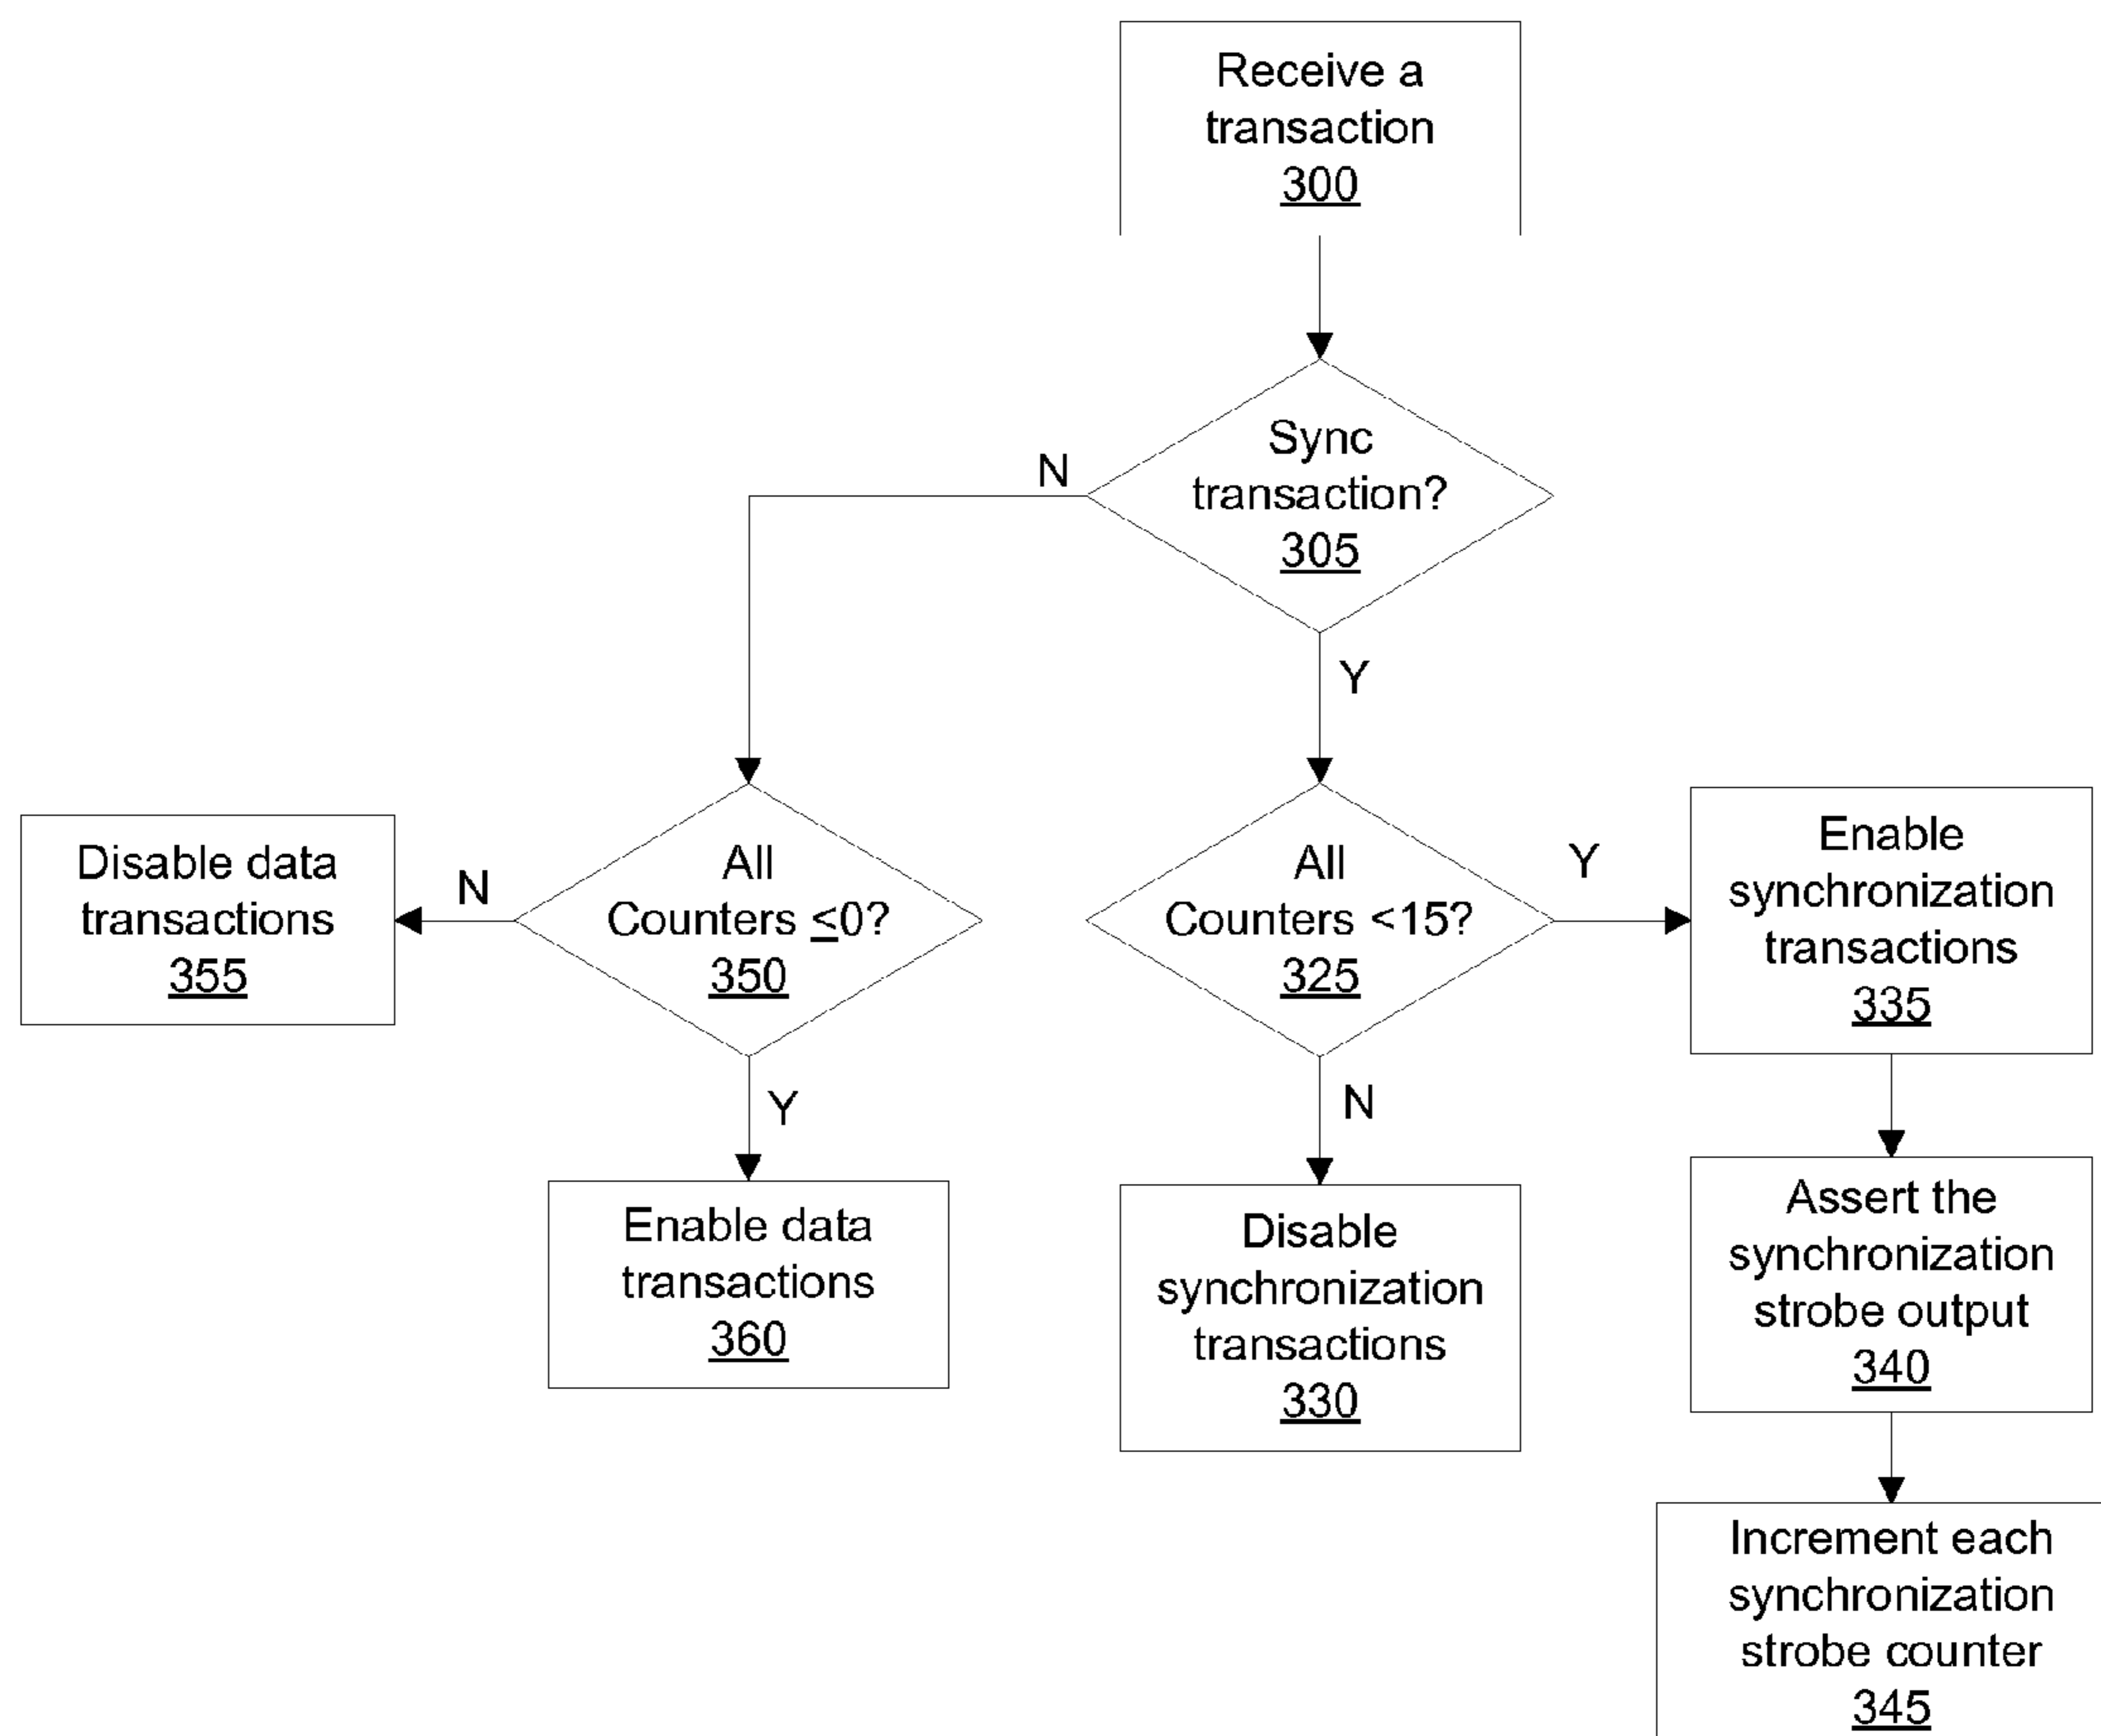 Receive a
transaction
300
Sync
transaction?
305
N
Y
Disable data
transactions
355
N
All
Counters ≤0?
350
Y
Enable data
transactions
360
All
Counters <15?
325
Y
N
Disable
synchronization
transactions
330
Enable
synchronization
transactions
335
Assert the
synchronization
strobe output
340
Increment each
synchronization
strobe counter
345